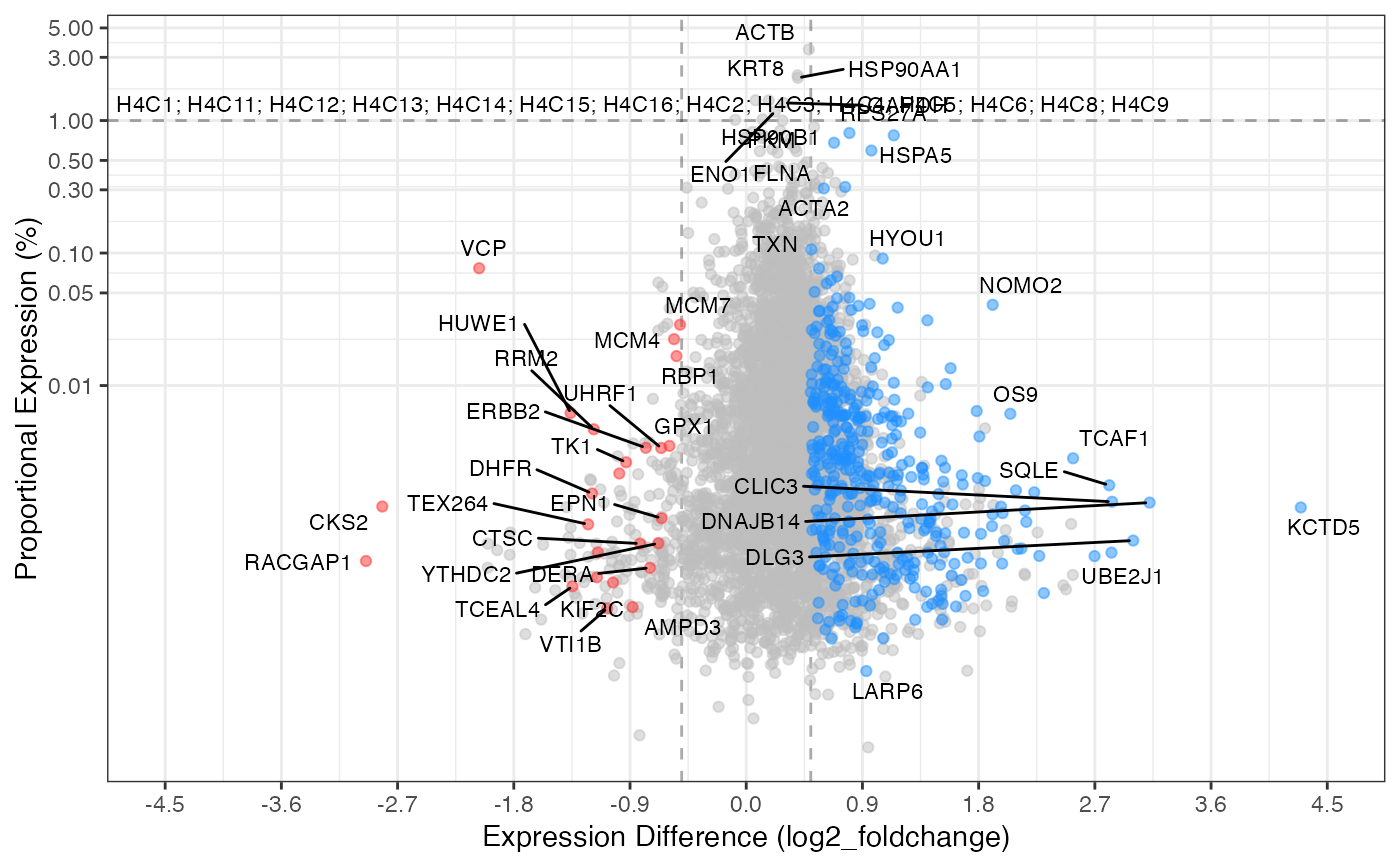 5.00
3.00
1.00
0.50
0.30
0.10
0.05
0.01
Proportional Expression (%)
ACTB
KRT8
HSP90AA1
H4C1; H4C11; H4C12; H4C13; H4C14; H4C15; H4C16; H4C2; H4C3; H4C4; H4C5; H4C6; H4C8; H4C9
GAPDH
RPS27A
HSP90B1
PKM
HSPA5
ENO1
FLNA
ACTA2
TXN
HYOU1
VCP
NOMO2
MCM7
HUWE1
MCM4
RRM2
RBP1
UHRF1
OS9
ERBB2
GPX1
TK1
TCAF1
DHFR
SQLE
CLIC3
TEX264
EPN1
CKS2
DNAJB14
KCTD5
CTSC
DLG3
RACGAP1
YTHDC2
DERA
UBE2J1
TCEAL4
KIF2C
AMPD3
VTI1B
LARP6
-4.5
-3.6
-2.7
-1.8
-0.9
0.0
0.9
1.8
2.7
3.6
4.5
Expression Difference (log2_foldchange)